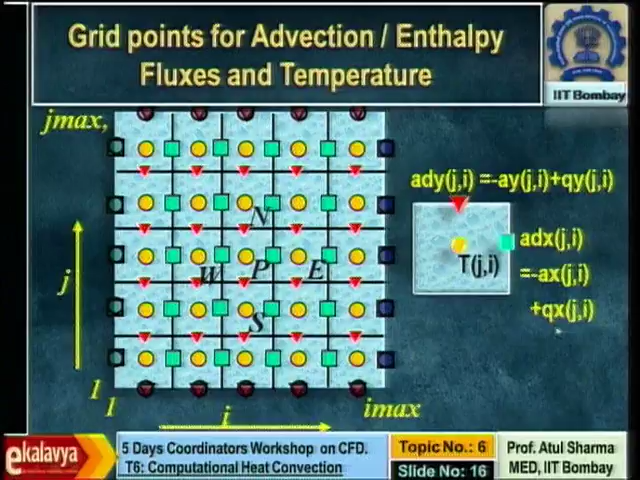 Grid points for Advection / Enthalpy
Fluxes and Temperature
IIT Bombay
jmax,
ady(j,i) =-ay(j,i)+qy(j,i)
N
adx(j,i)
T(j,i)
W P E
=-ax(j,i)
j
+qx(j,i)
S
1
1
i
imax
ekalavya
5 Days Coordinators Workshop on CFD.
T6: Computational Heat Convection
Topic No.: 6
Slide No: 16
Prof. Atul Sharma
MED, IIT Bombay